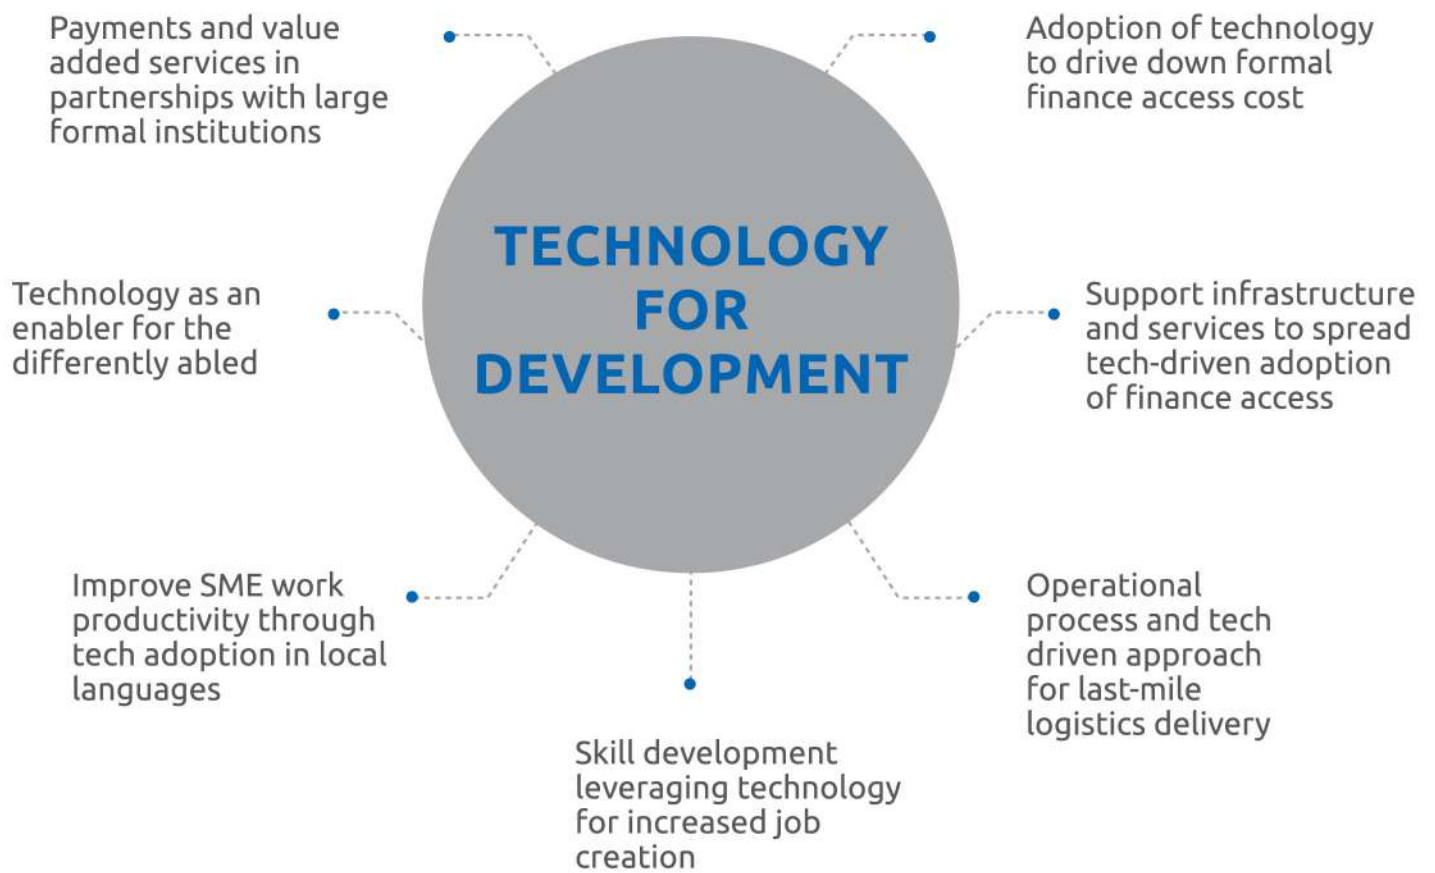 Payments and value
added services in
partnerships with large
formal institutions
Adoption of technology
to drive down formal
finance access cost
TECHNOLOGY
FOR
DEVELOPMENT
Technology as an
enabler for the
differently abled
Support infrastructure
and services to spread
tech-driven adoption
of finance access
Improve SME work
productivity through
tech adoption in local
languages
Operational
process and tech
driven approach
for last-mile
logistics delivery
Skill development
leveraging technology
for increased job
creation